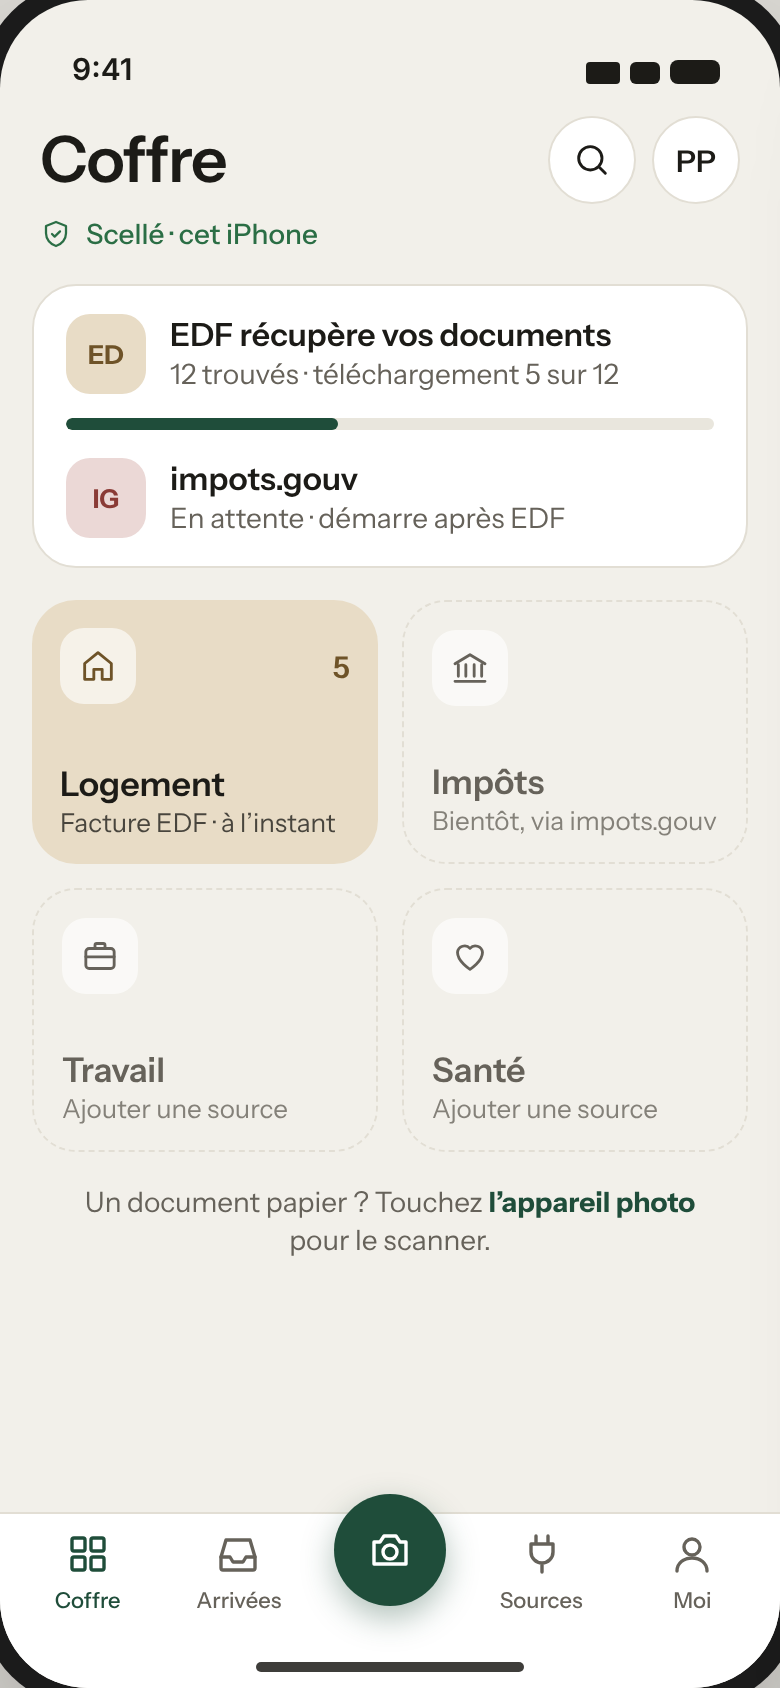 9:41
Coffre
PP
Scellé · cet iPhone
ED
EDF récupère vos documents
12 trouvés · téléchargement 5 sur 12
IG
impots.gouv
En attente · démarre après EDF
5
Logement
Facture EDF · à l’instant
Impôts
Bientôt, via impots.gouv
Travail
Ajouter une source
Santé
Ajouter une source
Un document papier ? Touchez l’appareil photo
pour le scanner.
Coffre
Arrivées
Sources
Moi